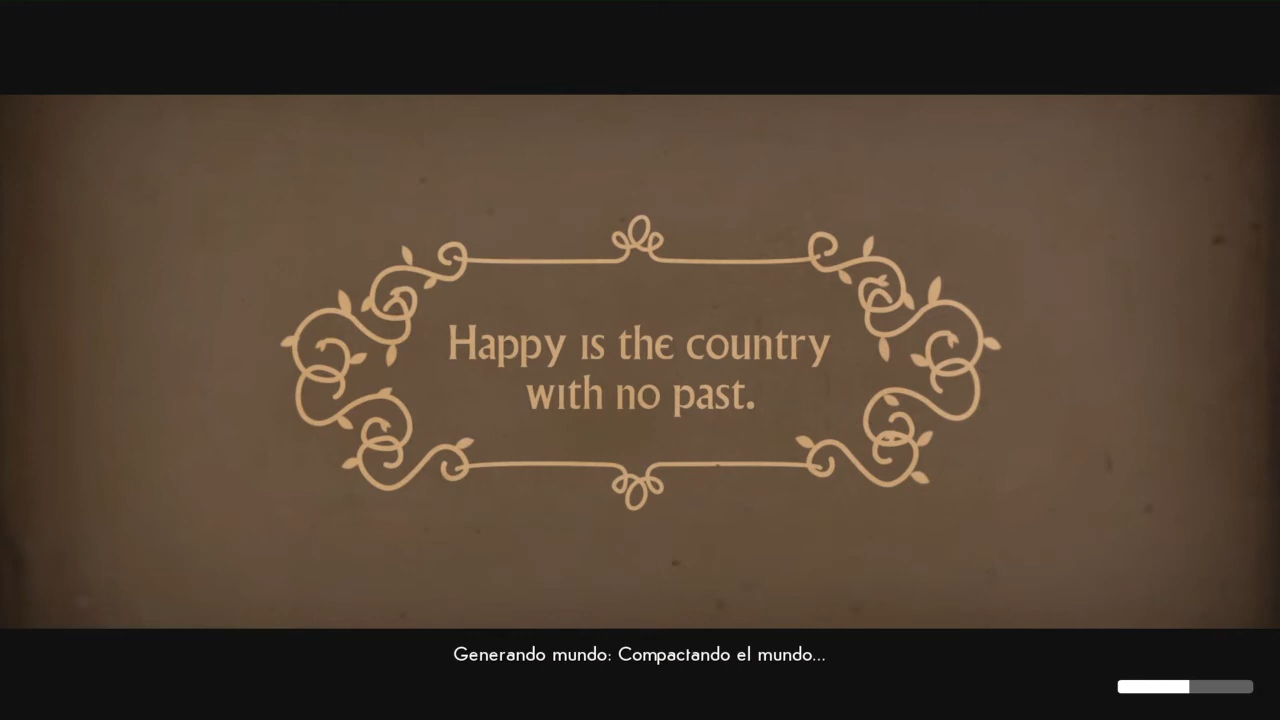 Happy is the country
with no past.
Generando mundo: Compactando el mundo...